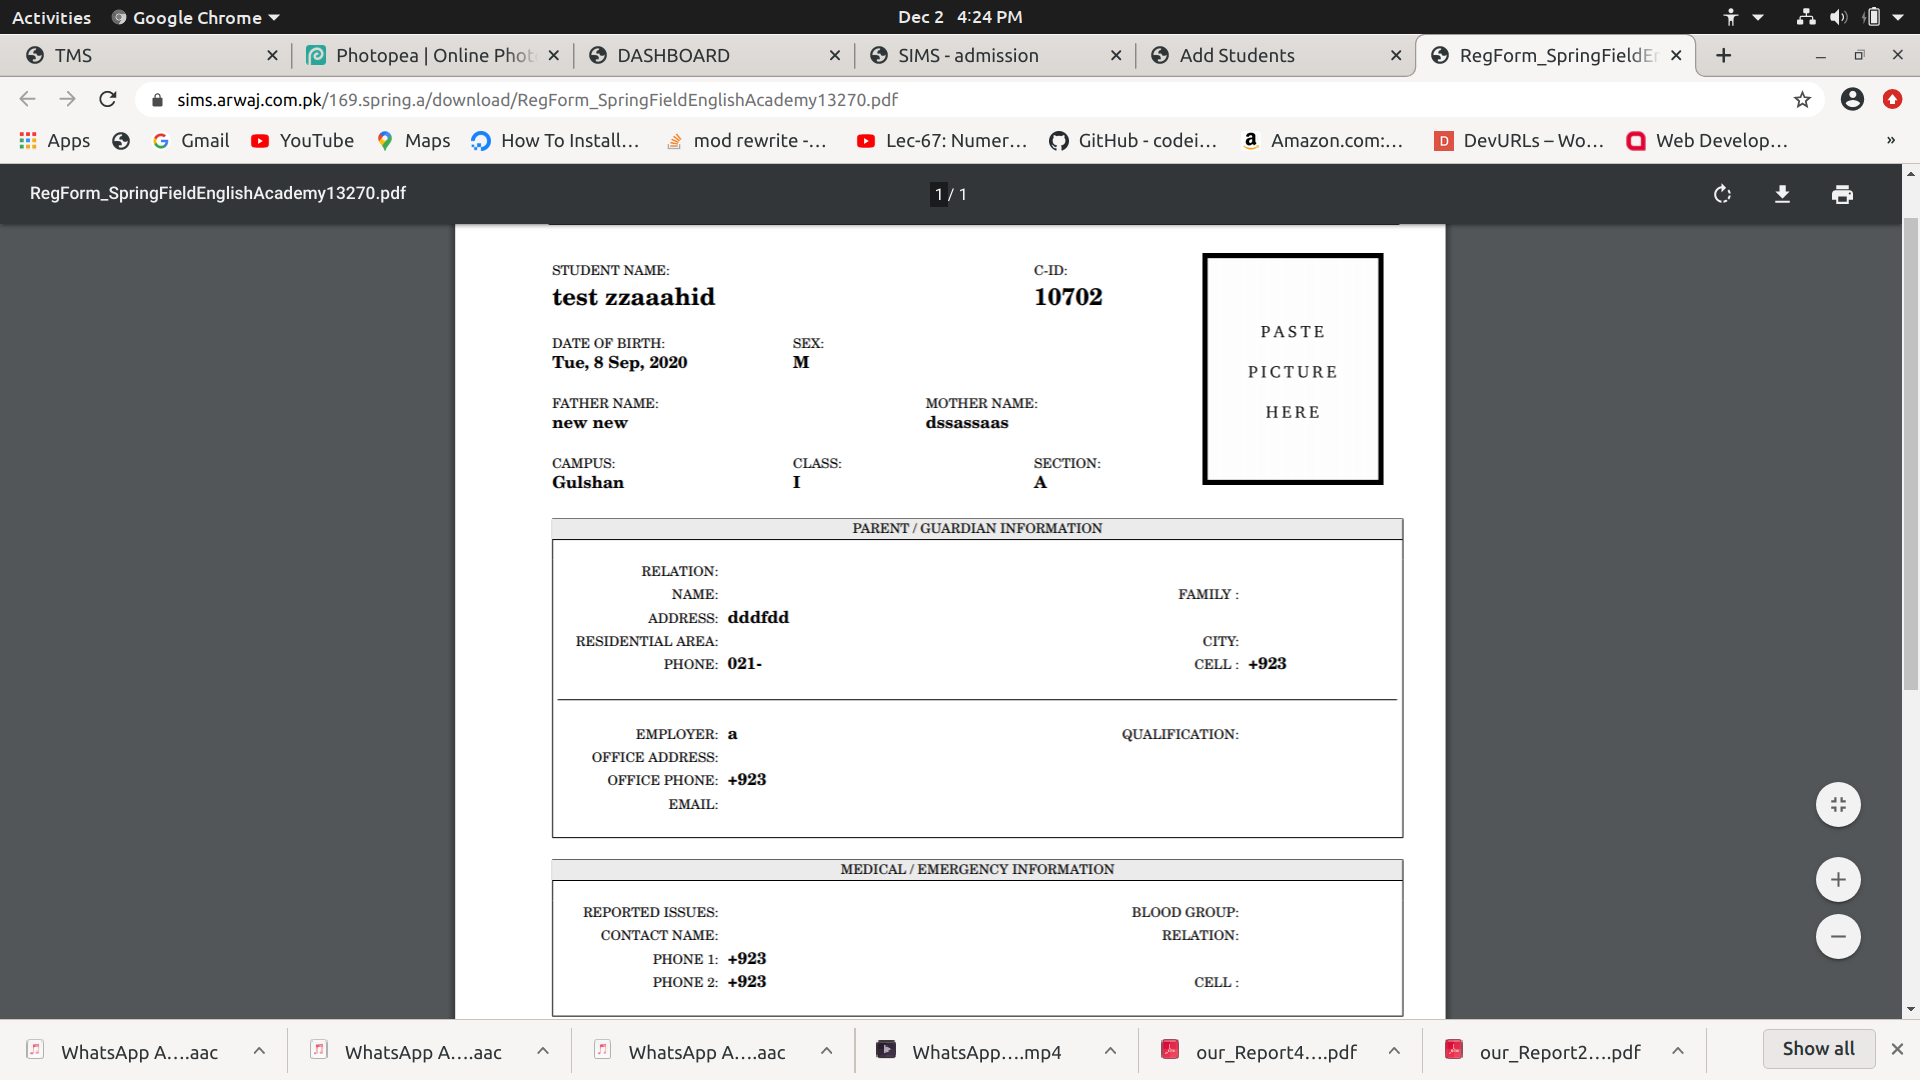 Activities Google Chrome Dec 2 4:24 PM
TMS Photopea | Online Phot DASHBOARD SIMS - admission Add Students RegForm_SpringFieldEn
sims.arwaj.com.pk/169.spring.a/download/RegForm_SpringFieldEnglishAcademy13270.pdf
Apps Gmail YouTube Maps How To Install... mod rewrite -... Lec-67: Numer... GitHub - codei... Amazon.com:... DevURLs – Wo... Web Develop... »
RegForm_SpringFieldEnglishAcademy13270.pdf 1 / 1
STUDENT NAME: C-ID:
test zzaaahid 10702
PASTE
PICTURE
HERE
DATE OF BIRTH: SEX:
Tue, 8 Sep, 2020 M
FATHER NAME: MOTHER NAME:
new new dssassaas
CAMPUS: CLASS: SECTION:
Gulshan I A
PARENT / GUARDIAN INFORMATION
RELATION:
NAME: FAMILY :
ADDRESS: dddfdd
RESIDENTIAL AREA: CITY:
PHONE: 021- CELL : +923
EMPLOYER: a QUALIFICATION:
OFFICE ADDRESS:
OFFICE PHONE: +923
EMAIL:
MEDICAL / EMERGENCY INFORMATION
REPORTED ISSUES: BLOOD GROUP:
CONTACT NAME: RELATION:
PHONE 1: +923
PHONE 2: +923 CELL :
WhatsApp A....aac WhatsApp A....aac WhatsApp A....aac WhatsApp....mp4 our_Report4....pdf our_Report2....pdf Show all